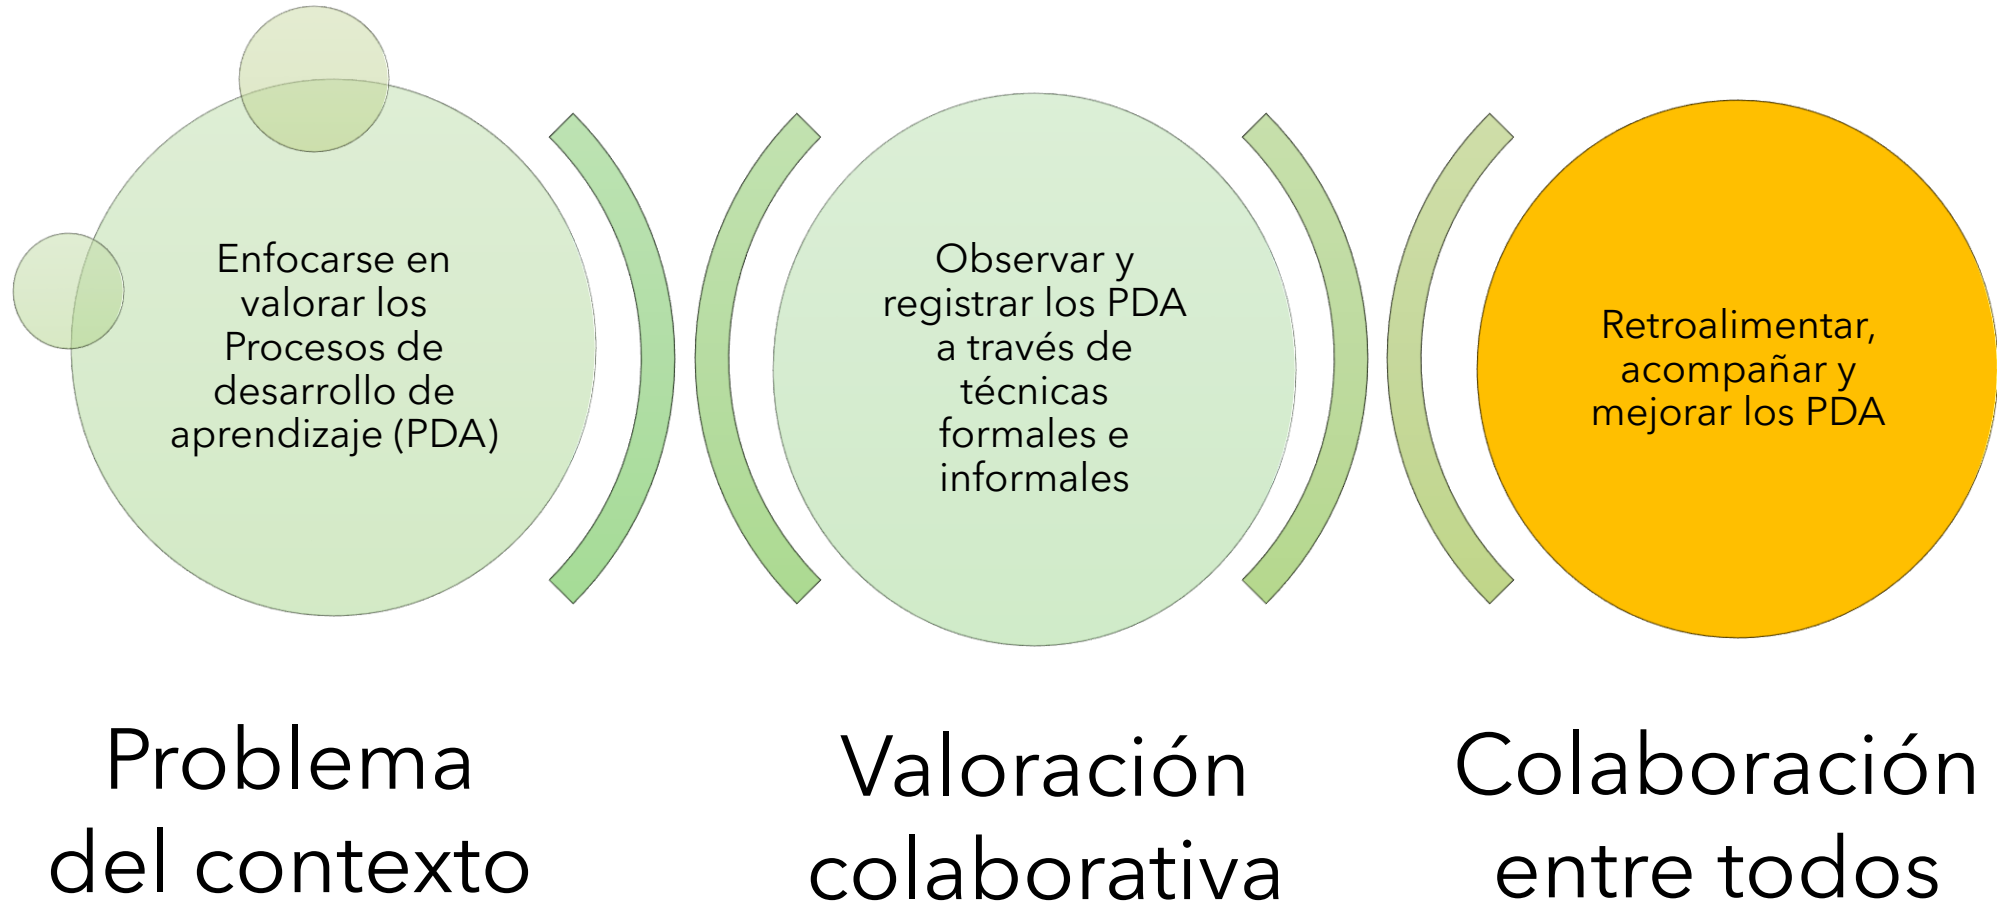 Enfocarse en
valorar los
Procesos de
desarrollo de
aprendizaje (PDA)
Observar y
registrar los PDA
a través de
técnicas
formales e
informales
Retroalimentar,
acompañar y
mejorar los PDA
Problema
del contexto
Valoración
colaborativa
Colaboración
entre todos